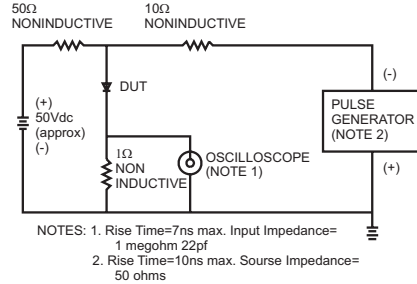 50Ω
NONINDUCTIVE
10Ω
NONINDUCTIVE
(+)
50Vdc
(approx)
(-)
DUT
1Ω
NON
INDUCTIVE
OSCILLOSCOPE
(NOTE 1)
(-)
PULSE
GENERATOR
(NOTE 2)
(+)
NOTES: 1. Rise Time=7ns max. Input Impedance=
1 megohm 22pf
2. Rise Time=10ns max. Sourse Impedance=
50 ohms